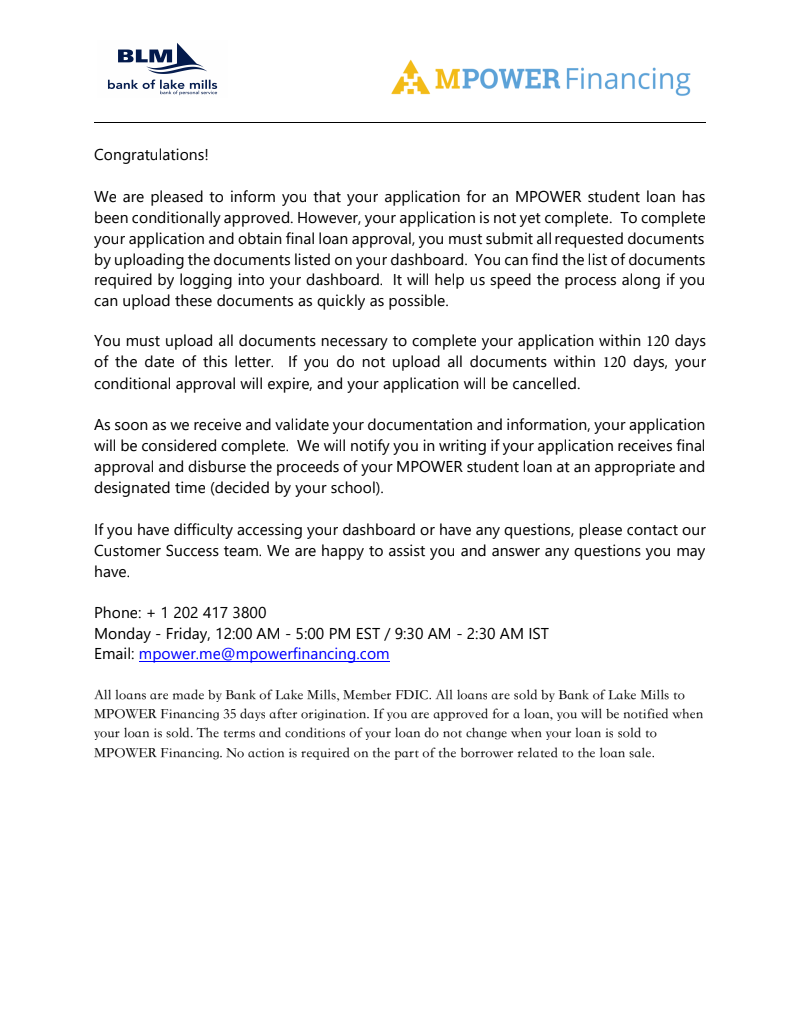 BLM
bank of lake mills
bank of personal service
MPOWER Financing
Congratulations!
We are pleased to inform you that your application for an MPOWER student loan has
been conditionally approved. However, your application is not yet complete. To complete
your application and obtain final loan approval, you must submit all requested documents
by uploading the documents listed on your dashboard. You can find the list of documents
required by logging into your dashboard. It will help us speed the process along if you
can upload these documents as quickly as possible.
You must upload all documents necessary to complete your application within 120 days
of the date of this letter. If you do not upload all documents within 120 days, your
conditional approval will expire, and your application will be cancelled.
As soon as we receive and validate your documentation and information, your application
will be considered complete. We will notify you in writing if your application receives final
approval and disburse the proceeds of your MPOWER student loan at an appropriate and
designated time (decided by your school).
If you have difficulty accessing your dashboard or have any questions, please contact our
Customer Success team. We are happy to assist you and answer any questions you may
have.
Phone: + 1 202 417 3800
Monday - Friday, 12:00 AM - 5:00 PM EST / 9:30 AM - 2:30 AM IST
Email: mpower.me@mpowerfinancing.com
All loans are made by Bank of Lake Mills, Member FDIC. All loans are sold by Bank of Lake Mills to
MPOWER Financing 35 days after origination. If you are approved for a loan, you will be notified when
your loan is sold. The terms and conditions of your loan do not change when your loan is sold to
MPOWER Financing. No action is required on the part of the borrower related to the loan sale.